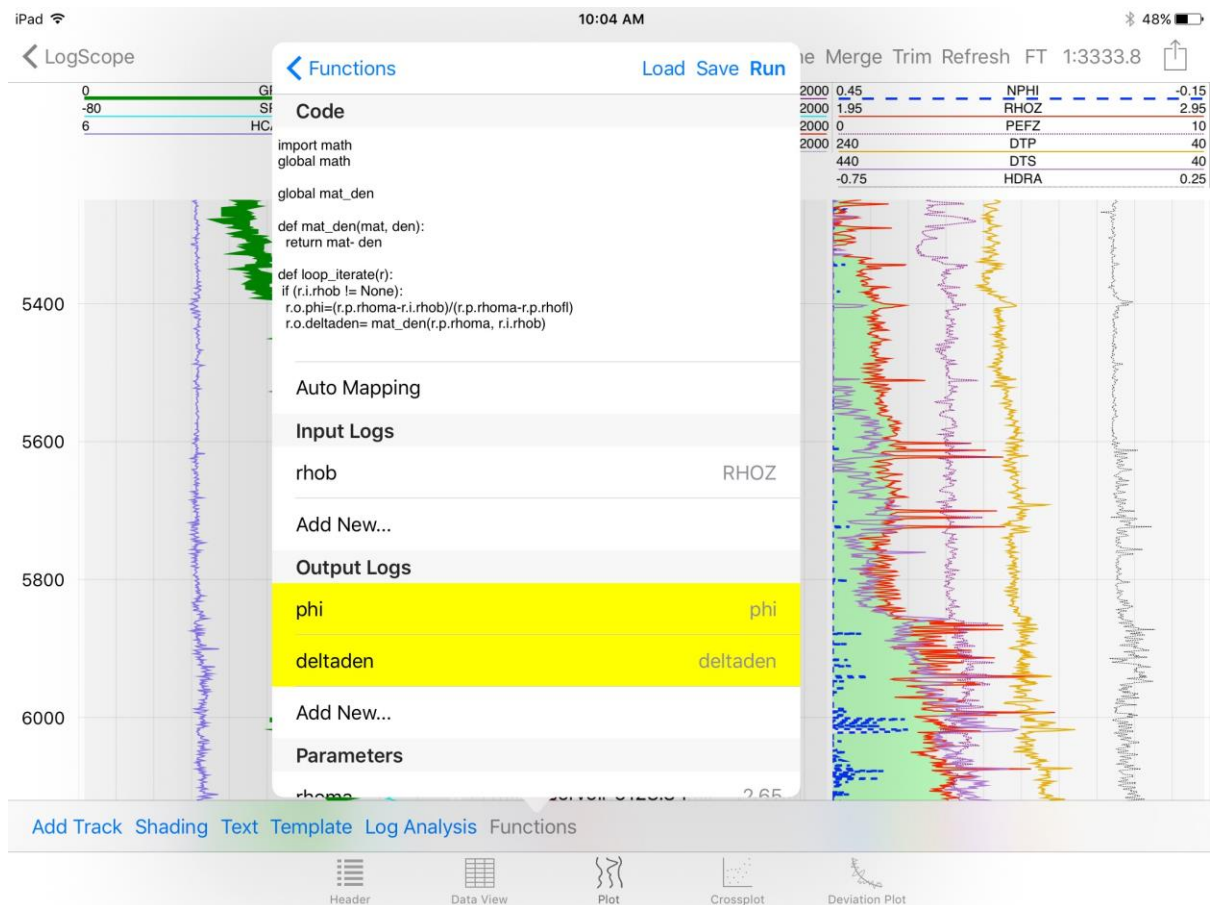 iPad
10:04 AM
48%
LogScope
Merge Trim Refresh FT 1:3333.8
Functions
Load Save Run
0
-80
6
2000
2000
2000
2000
0.45 NPHI -0.15
1.95 RHOZ 2.95
0 PEFZ 10
240 DTP 40
440 DTS 40
-0.75 HDRA 0.25
Code
import math
global math
global mat_den
def mat_den(mat, den):
return mat- den
def loop_iterate(r):
if (r.i.rhob != None):
r.o.phi=(r.p.rhoma-r.i.rhob)/(r.p.rhoma-r.p.rhofl)
r.o.deltaden= mat_den(r.p.rhoma, r.i.rhob)
Auto Mapping
Input Logs
rhob RHOZ
Add New...
Output Logs
phi phi
deltaden deltaden
Add New...
Parameters
rhoma 2.65
5400
5600
5800
6000
Add Track Shading Text Template Log Analysis Functions
Header Data View Plot Crossplot Deviation Plot